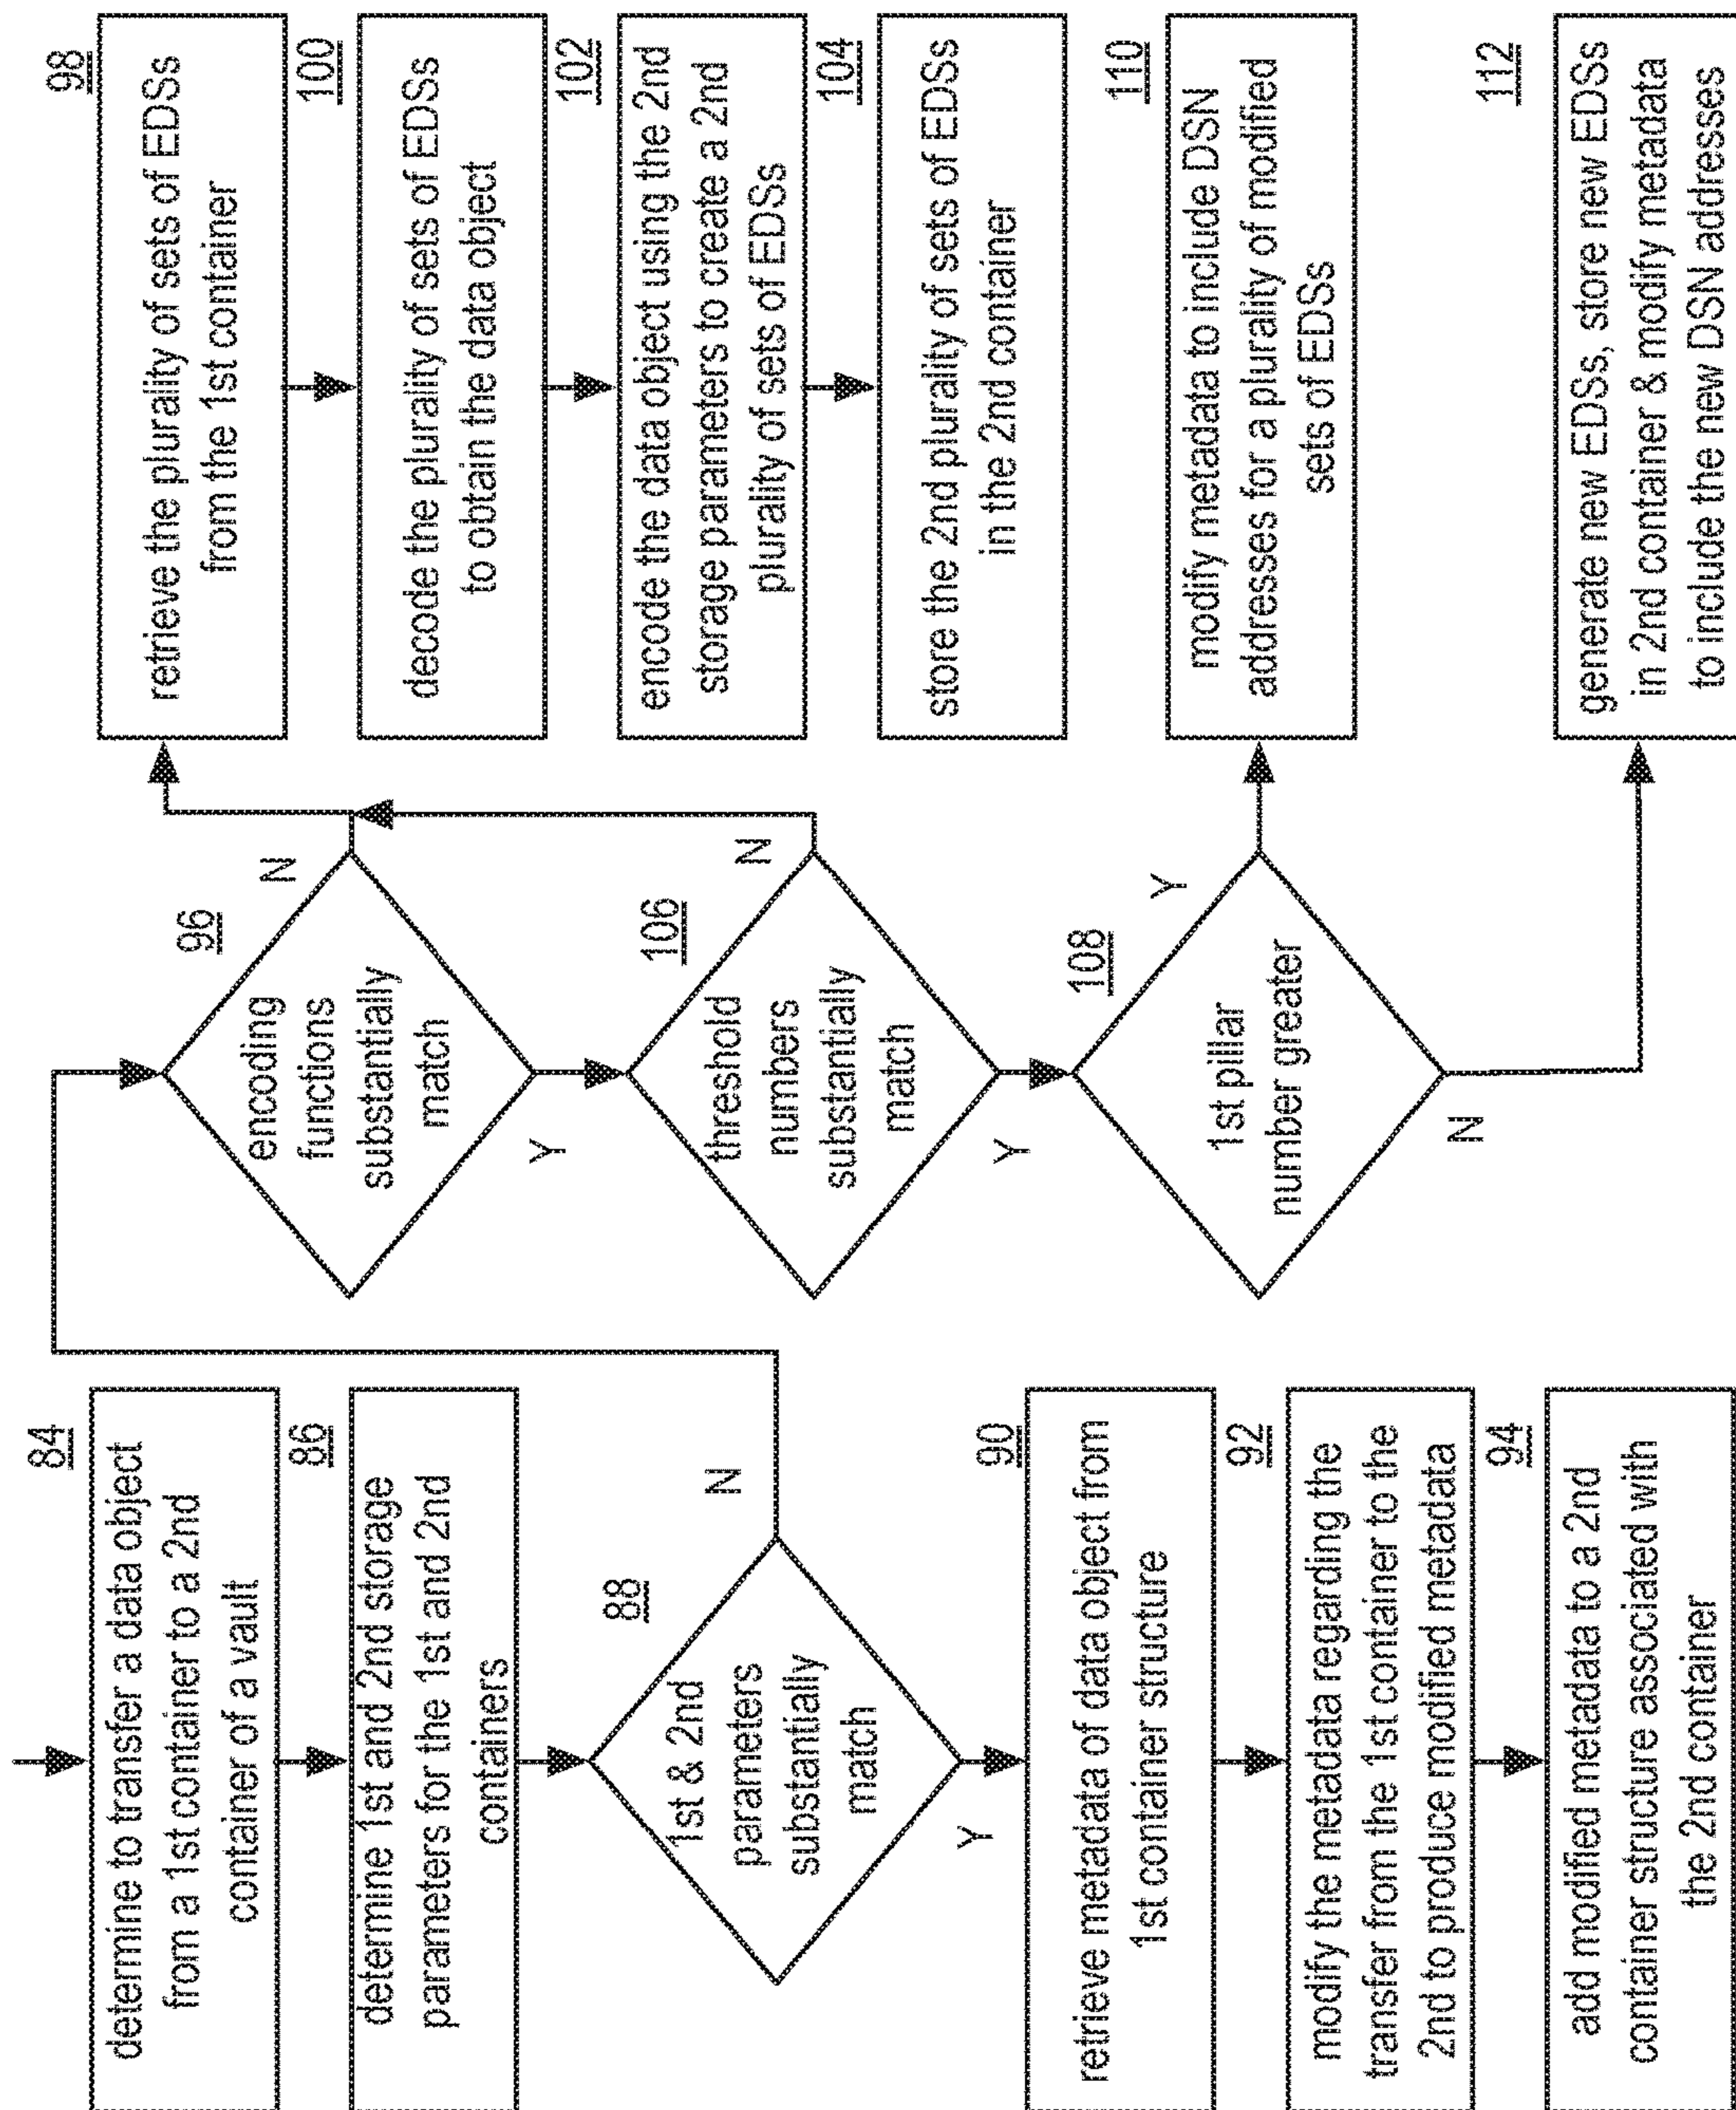 84
determine to transfer a data object
from a 1st container to a 2nd
container of a vault
86
determine 1st and 2nd storage
parameters for the 1st and 2nd
containers
88
1st & 2nd
parameters
substantially
match
N
Y
90
retrieve metadata of data object from
1st container structure
92
modify the metadata regarding the
transfer from the 1st container to the
2nd to produce modified metadata
94
add modified metadata to a 2nd
container structure associated with
the 2nd container
96
encoding
functions
substantially
match
N
Y
106
threshold
numbers
substantially
match
N
Y
108
1st pillar
number greater
Y
N
98
retrieve the plurality of sets of EDSs
from the 1st container
100
decode the plurality of sets of EDSs
to obtain the data object
102
encode the data object using the 2nd
storage parameters to create a 2nd
plurality of sets of EDSs
104
store the 2nd plurality of sets of EDSs
in the 2nd container
110
modify metadata to include DSN
addresses for a plurality of modified
sets of EDSs
112
generate new EDSs, store new EDSs
in 2nd container & modify metadata
to include the new DSN addresses